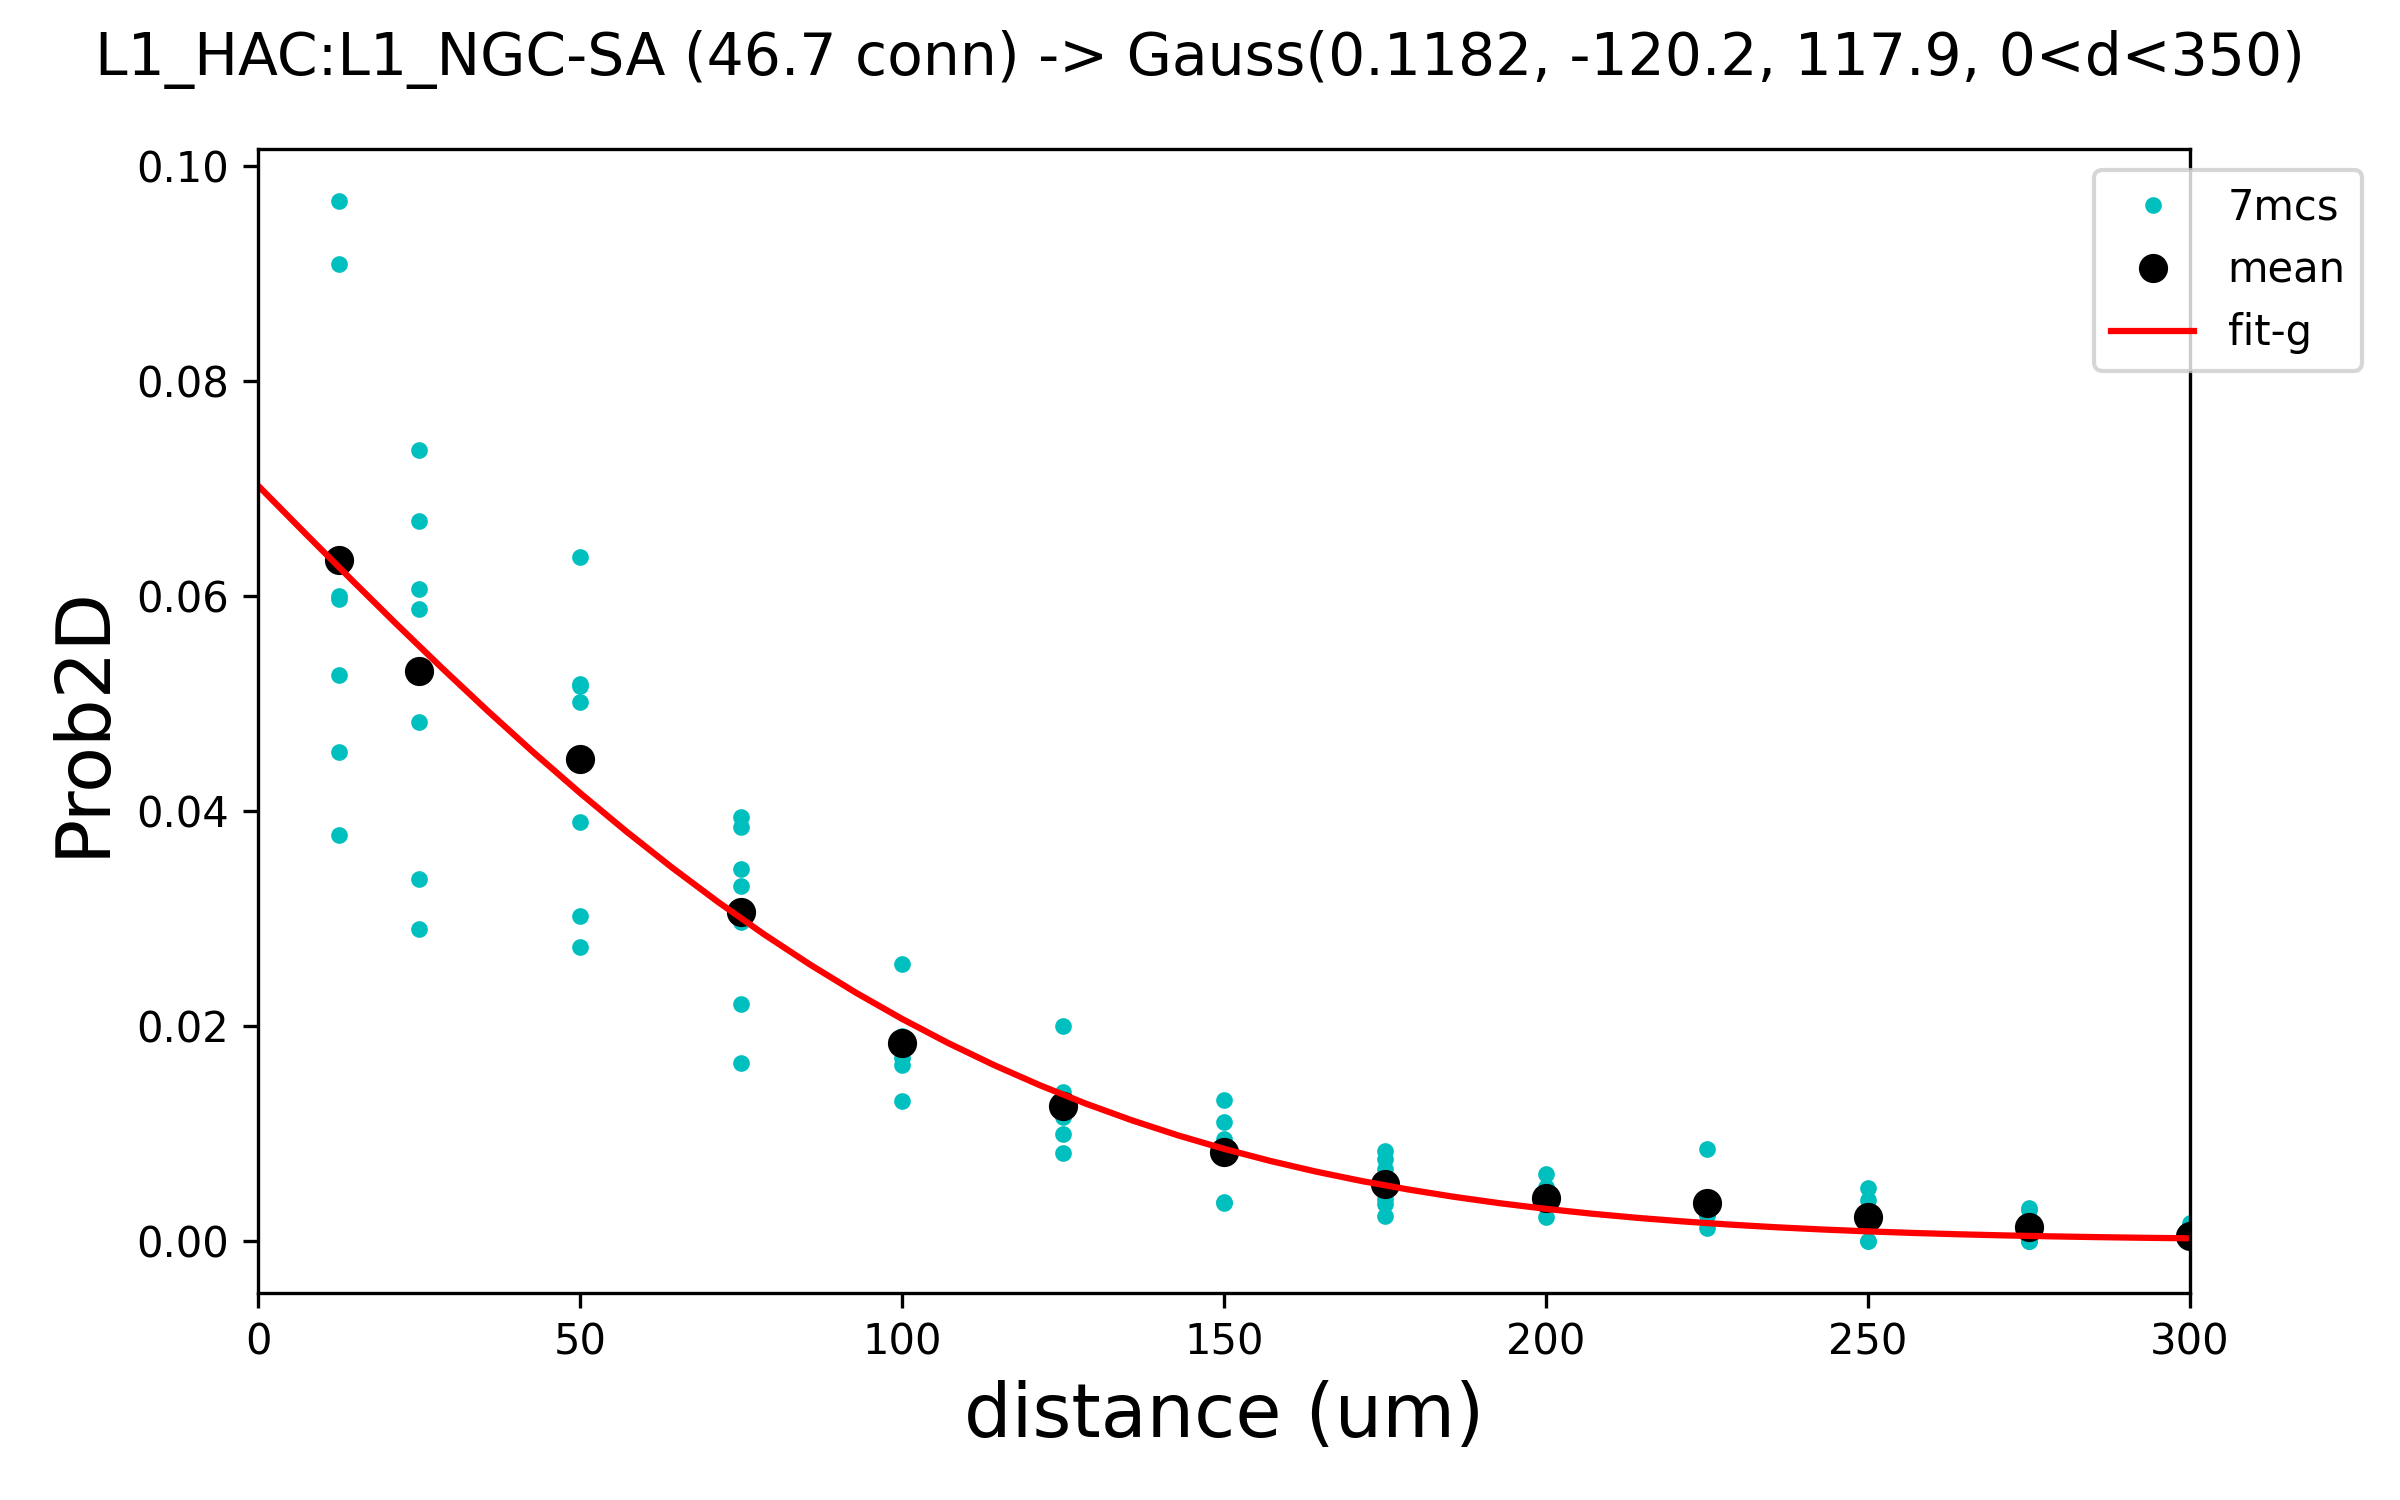 L1_HAC:L1_NGC-SA (46.7 conn) -> Gauss(0.1182, -120.2, 117.9, 0<d<350)
7mcs
mean
fit-g
Prob2D
0.10
0.08
0.06
0.04
0.02
0.00
0 50 100 150 200 250 300
distance (um)